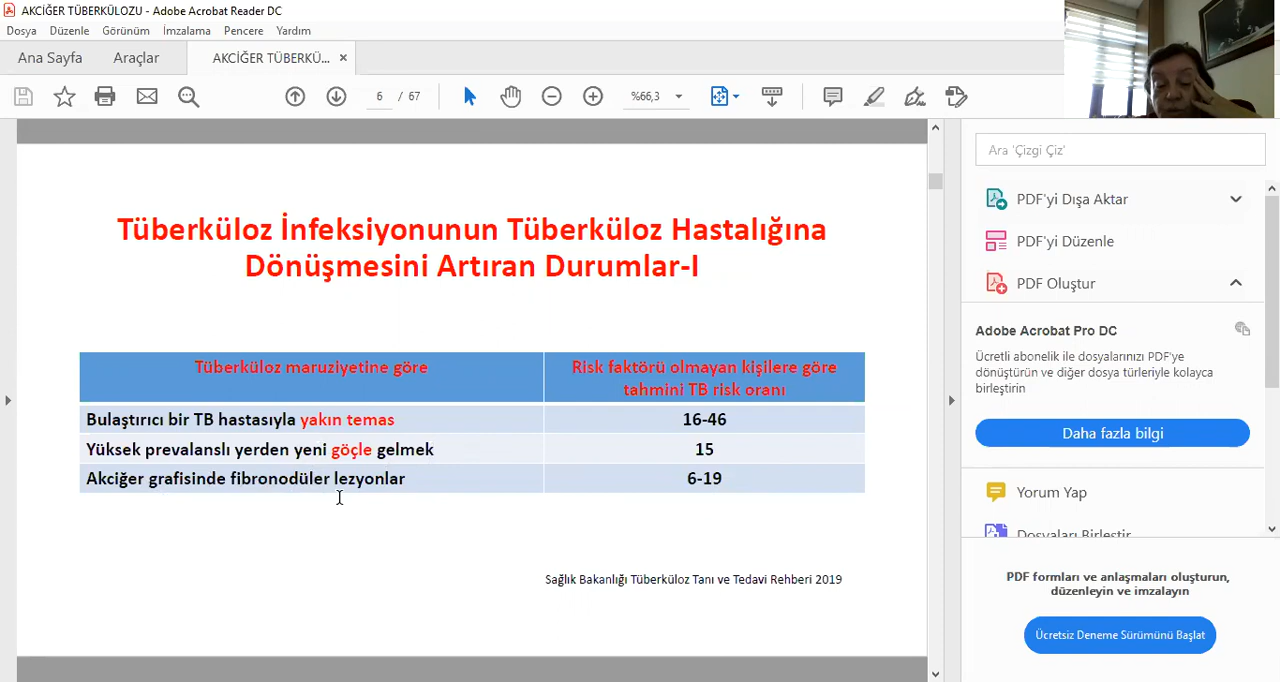 AKCİĞER TÜBERKÜLOZU - Adobe Acrobat Reader DC
Dosya Düzenle Görünüm İmzalama Pencere Yardım
Ana Sayfa Araçlar AKCİĞER TÜBERKÜ... ×
6 / 67 %66,3
Ara 'Çizgi Çiz'
PDF'yi Dışa Aktar
PDF'yi Düzenle
PDF Oluştur
Adobe Acrobat Pro DC
Ücretli abonelik ile dosyalarınızı PDF'ye
dönüştürün ve diğer dosya türleriyle kolayca
birleştirin
Daha fazla bilgi
Yorum Yap
Dosyaları Birleştir
PDF formları ve anlaşmaları oluşturun,
düzenleyin ve imzalayın
Ücretsiz Deneme Sürümünü Başlat
Tüberküloz İnfeksiyonunun Tüberküloz Hastalığına
Dönüşmesini Artıran Durumlar-I
Tüberküloz maruziyetine göre
Risk faktörü olmayan kişilere göre
tahmini TB risk oranı
Bulaştırıcı bir TB hastasıyla yakın temas 16-46
Yüksek prevalanslı yerden yeni göçle gelmek 15
Akciğer grafisinde fibronodüler lezyonlar 6-19
Sağlık Bakanlığı Tüberküloz Tanı ve Tedavi Rehberi 2019